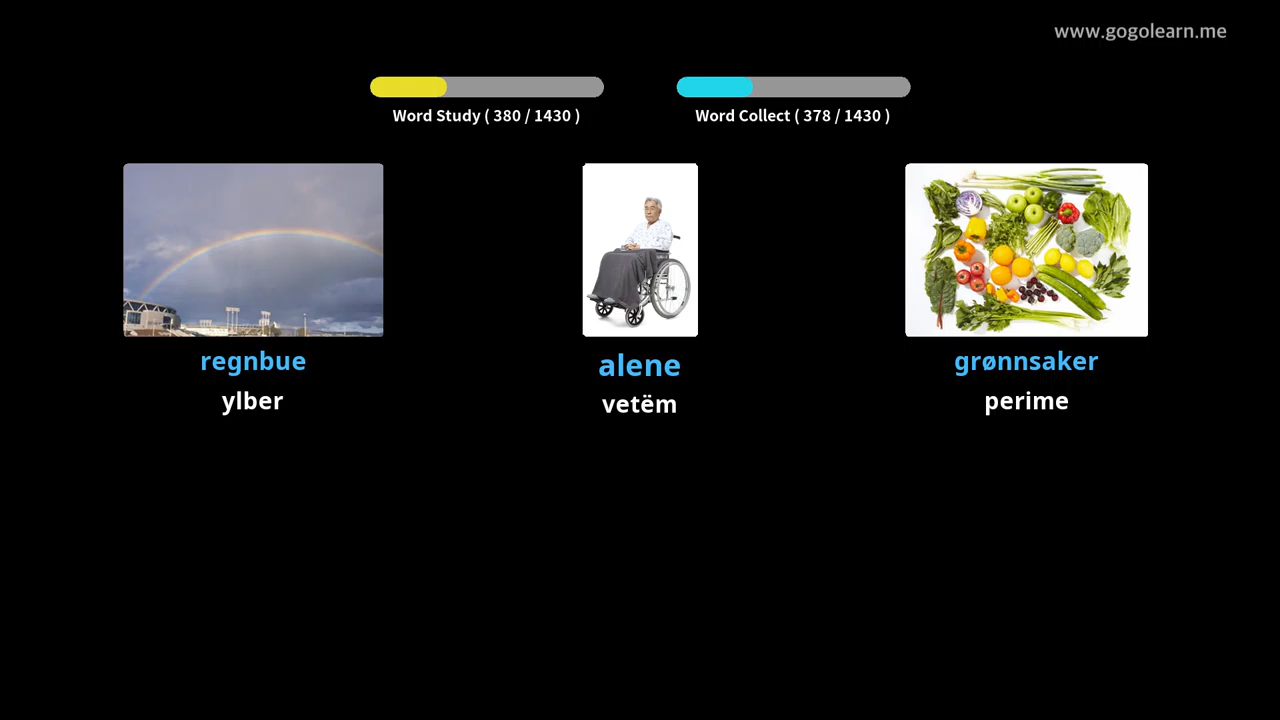 www.gogolearn.me
Word Study ( 380 / 1430 )
Word Collect ( 378 / 1430 )
regnbue
alene
grønnsaker
ylber
vetëm
perime